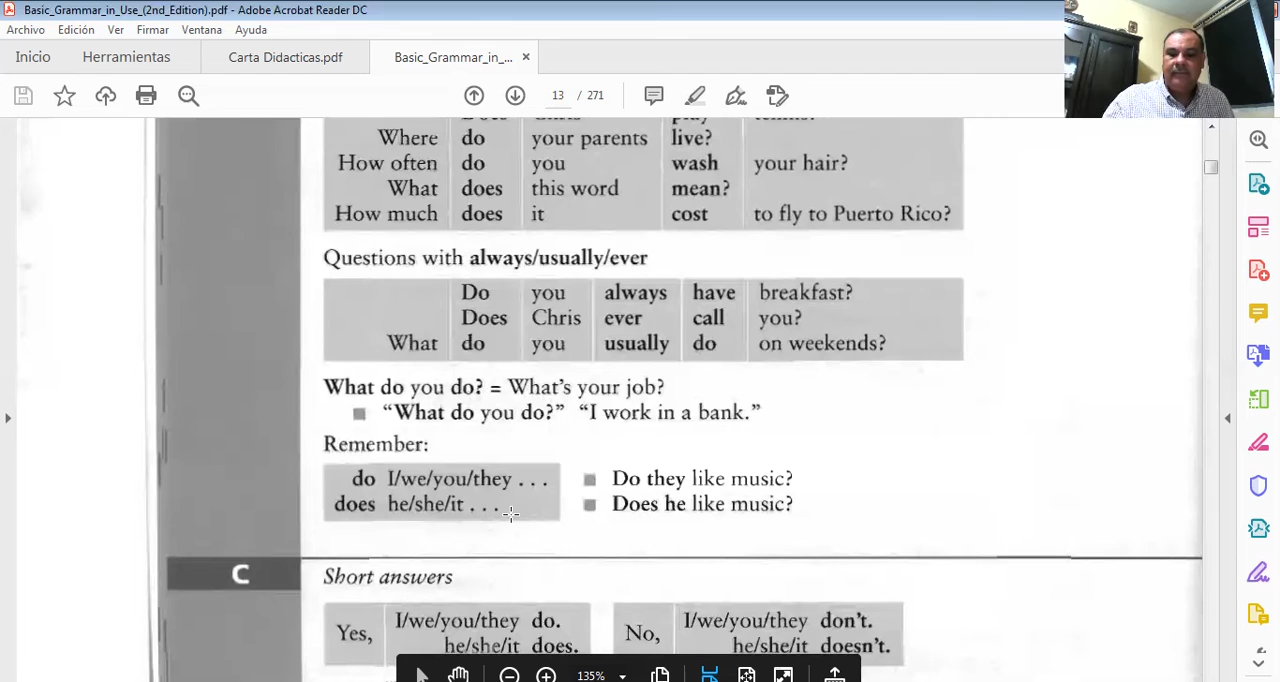 Basic_Grammar_in_Use_(2nd_Edition).pdf - Adobe Acrobat Reader DC
Archivo Edición Ver Firmar Ventana Ayuda
Inicio Herramientas Carta Didacticas.pdf Basic_Grammar_in_... ×
13 / 271
Where do your parents live?
How often do you wash your hair?
What does this word mean?
How much does it cost to fly to Puerto Rico?
Questions with always/usually/ever
Do you always have breakfast?
Does Chris ever call you?
What do you usually do on weekends?
What do you do? = What's your job?
■ "What do you do?" "I work in a bank."
Remember:
do I/we/you/they . . . ■ Do they like music?
does he/she/it . . . ■ Does he like music?
C Short answers
Yes, I/we/you/they do. No, I/we/you/they don't.
he/she/it does. he/she/it doesn't.
135%